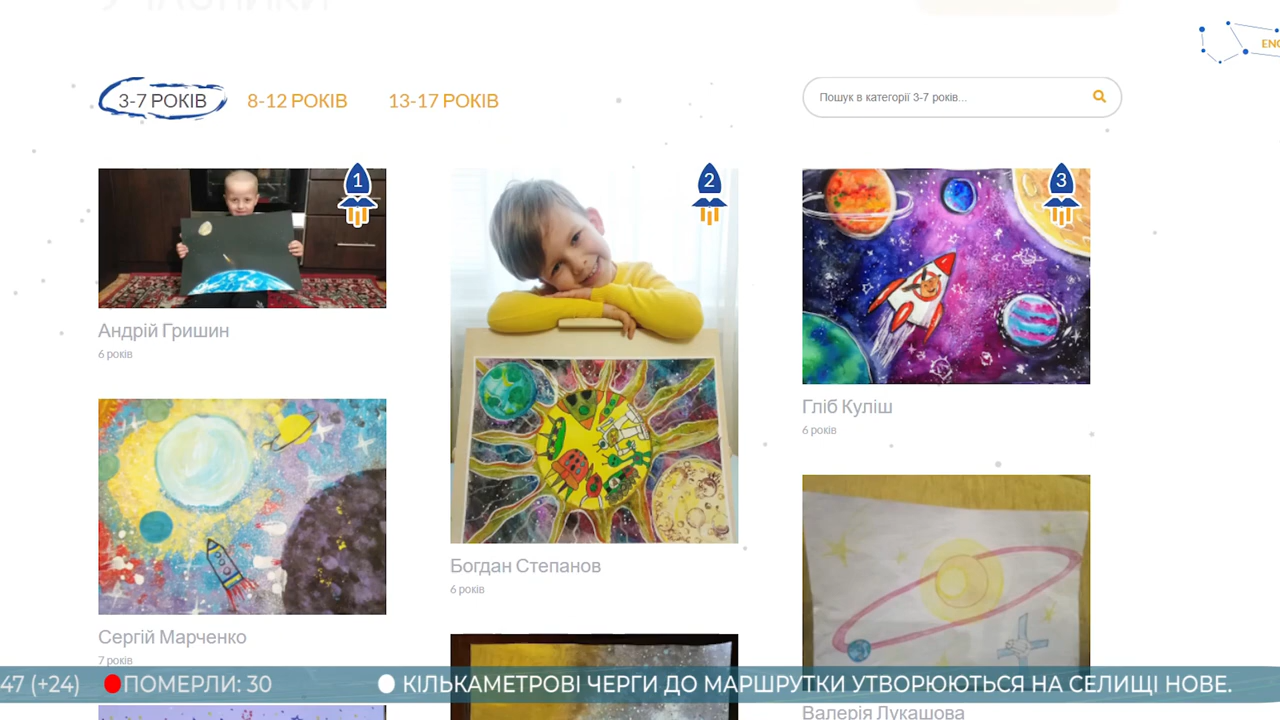 УЧАСНИКИ
ENG
3-7 РОКІВ
8-12 РОКІВ
13-17 РОКІВ
Пошук в категорії 3-7 років...
1
2
3
Андрій Гришин
6 років
Гліб Куліш
6 років
Богдан Степанов
6 років
Сергій Марченко
7 років
47 (+24) ПОМЕРЛИ: 30 КІЛЬКАМЕТРОВІ ЧЕРГИ ДО МАРШРУТКИ УТВОРЮЮТЬСЯ НА СЕЛИЩІ НОВЕ.
Валерія Лукашова